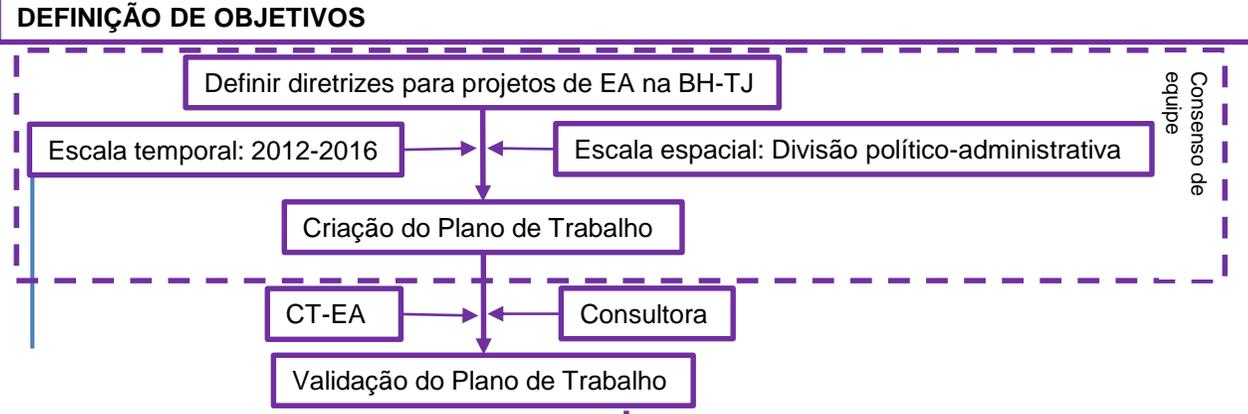 DEFINIÇÃO DE OBJETIVOS
Definir diretrizes para projetos de EA na BH-TJ
Consenso de
equipe
Escala temporal: 2012-2016
Escala espacial: Divisão político-administrativa
Criação do Plano de Trabalho
CT-EA
Consultora
Validação do Plano de Trabalho